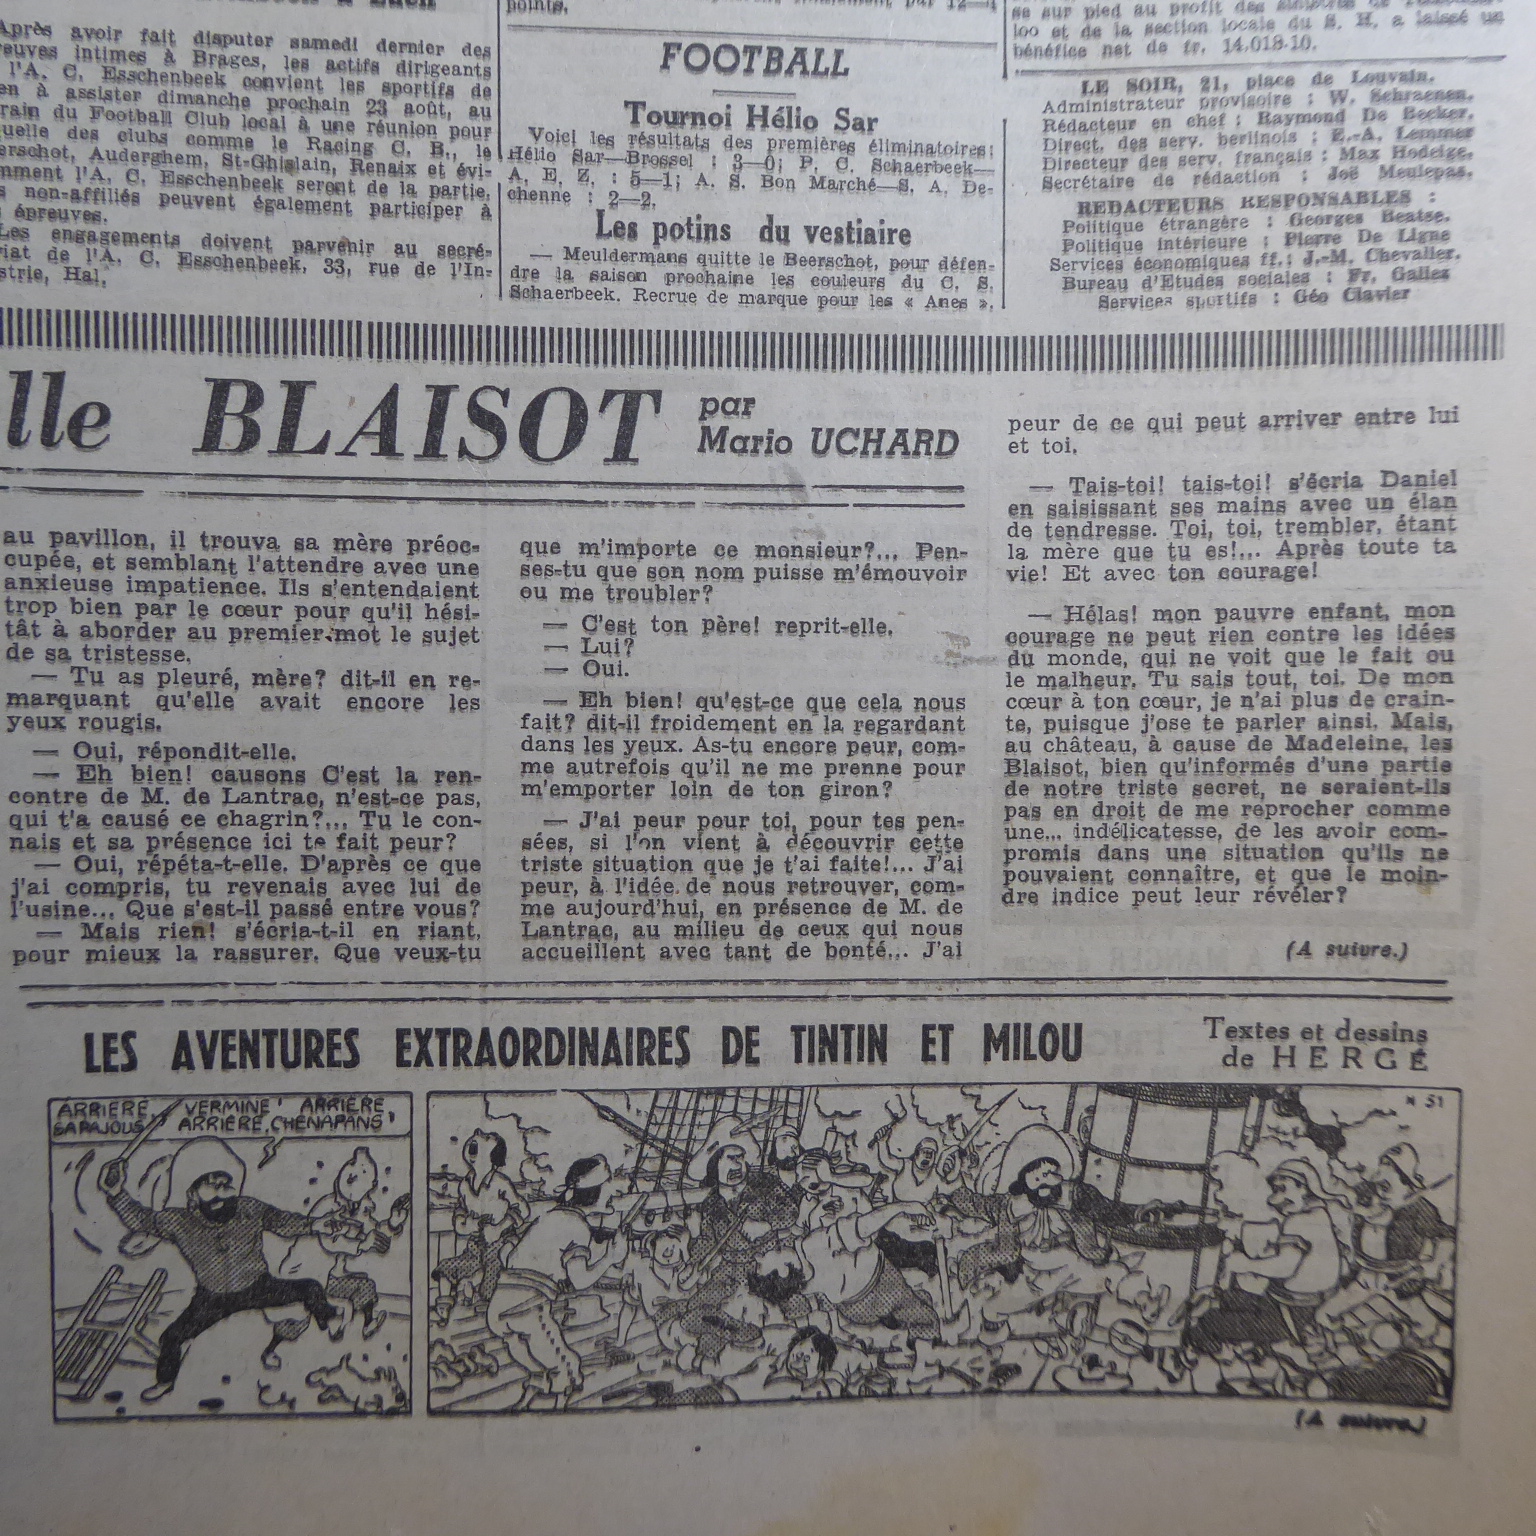 Après avoir fait disputer samedi dernier des
euves intimes à Brages, les actifs dirigeants
l'A. C. Esschenbeek convient les sportifs de
en à assister dimanche prochain 23 août, au
rain du Football Club local à une réunion pour
quelle des clubs comme le Racing C. B., le
erschot, Auderghem, St-Ghislain, Renaix et évi-
mment l'A. C. Esschenbeek seront de la partie.
s non-affiliés peuvent également participer à
épreuves.
Les engagements doivent parvenir au secré-
riat de l'A. C. Esschenbeek, 33, rue de l'In-
strie, Hal.
points.
FOOTBALL
Tournoi Hélio Sar
Voici les résultats des premières éliminatoires:
Hélio Sar—Brossel : 3—0; P. C. Schaerbeek—
A. E. Z. : 5—1; A. S. Bon Marché—S. A. De-
chenne : 2—2.
Les potins du vestiaire
— Meuldermans quitte le Beerschot, pour défen-
dre la saison prochaine les couleurs du C. S.
Schaerbeek. Recrue de marque pour les « Anes ».
se sur pied au profit des
loo et de la section locale du S. H. a laissé un
bénéfice net de fr. 14.018.10.
LE SOIR, 21, place de Louvain.
Administrateur provisoire : W. Schraenen.
Rédacteur en chef : Raymond De Becker.
Direct. des serv. berlinois : E.-A. Lemmer
Directeur des serv. français : Max Hodeige.
Secrétaire de rédaction : Joë Meulepas.
REDACTEURS RESPONSABLES :
Politique étrangère : Georges Beatse.
Politique intérieure : Pierre De Ligne
Services économiques ff.: J.-M. Chevalier.
Bureau d'Etudes sociales : Fr. Galles
Services sportifs : Géo Clavier
lle BLAISOT
par
Mario UCHARD
au pavillon, il trouva sa mère préoc-
cupée, et semblant l'attendre avec une
anxieuse impatience. Ils s'entendaient
trop bien par le cœur pour qu'il hési-
tât à aborder au premier mot le sujet
de sa tristesse.
— Tu as pleuré, mère? dit-il en re-
marquant qu'elle avait encore les
yeux rougis.
— Oui, répondit-elle.
— Eh bien! causons C'est la ren-
contre de M. de Lantrac, n'est-ce pas,
qui t'a causé ce chagrin?... Tu le con-
nais et sa présence ici te fait peur?
— Oui, répéta-t-elle. D'après ce que
j'ai compris, tu revenais avec lui de
l'usine... Que s'est-il passé entre vous?
— Mais rien! s'écria-t-il en riant,
pour mieux la rassurer. Que veux-tu
que m'importe ce monsieur?... Pen-
ses-tu que son nom puisse m'émouvoir
ou me troubler?
— C'est ton père! reprit-elle.
— Lui?
— Oui.
— Eh bien! qu'est-ce que cela nous
fait? dit-il froidement en la regardant
dans les yeux. As-tu encore peur, com-
me autrefois qu'il ne me prenne pour
m'emporter loin de ton giron?
— J'ai peur pour toi, pour tes pen-
sées, si l'on vient à découvrir cette
triste situation que je t'ai faite!... J'ai
peur, à l'idée de nous retrouver, com-
me aujourd'hui, en présence de M. de
Lantrac, au milieu de ceux qui nous
accueillent avec tant de bonté... J'ai
peur de ce qui peut arriver entre lui
et toi.
— Tais-toi! tais-toi! s'écria Daniel
en saisissant ses mains avec un élan
de tendresse. Toi, toi, trembler, étant
la mère que tu es!... Après toute ta
vie! Et avec ton courage!
— Hélas! mon pauvre enfant, mon
courage ne peut rien contre les idées
du monde, qui ne voit que le fait ou
le malheur. Tu sais tout, toi. De mon
cœur à ton cœur, je n'ai plus de crain-
te, puisque j'ose te parler ainsi. Mais,
au château, à cause de Madeleine, les
Blaisot, bien qu'informés d'une partie
de notre triste secret, ne seraient-ils
pas en droit de me reprocher comme
une... indélicatesse, de les avoir com-
promis dans une situation qu'ils ne
pouvaient connaître, et que le moin-
dre indice peut leur révéler?
(A suivre.)
LES AVENTURES EXTRAORDINAIRES DE TINTIN ET MILOU
Textes et dessins
de HERGÉ
ARRIÈRE, VERMINE! ARRIÈRE
SAPAJOUS! ARRIÈRE, CHENAPANS!
N 51
(A suivre)